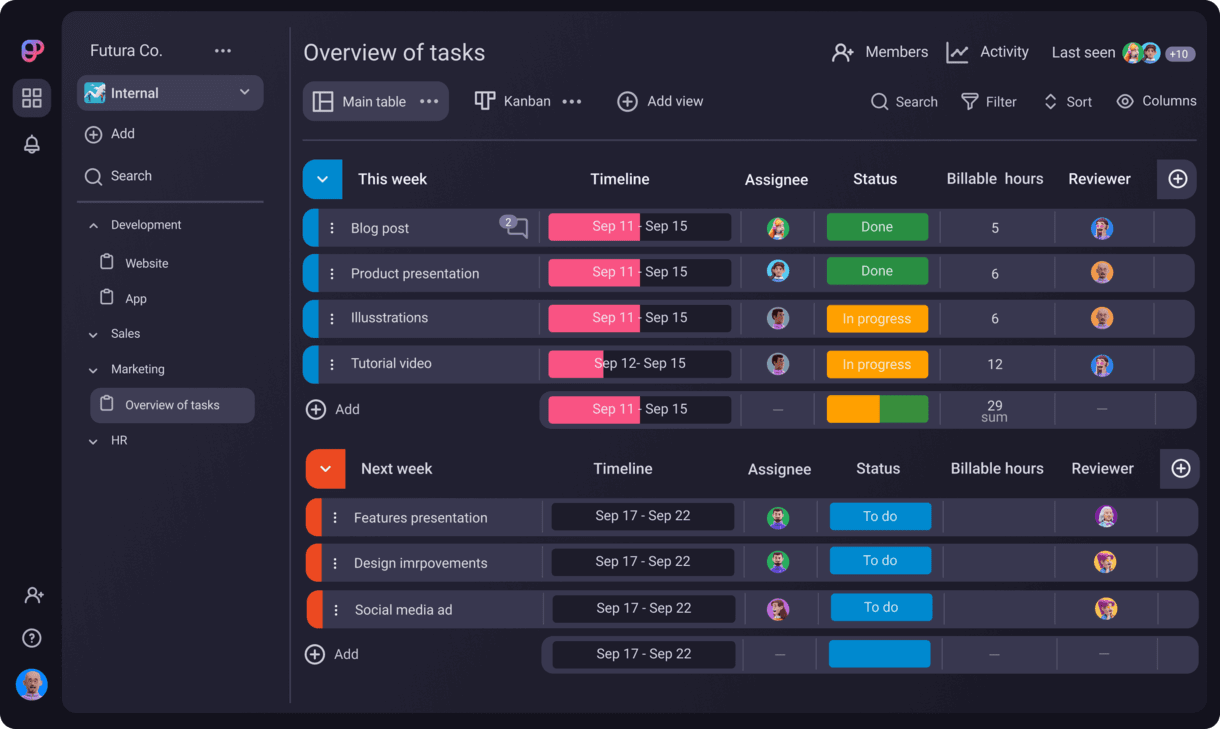 Futura Co.
Internal
Add
Search
Development
Website
App
Sales
Marketing
Overview of tasks
HR
Overview of tasks
Members Activity Last seen +10
Main table Kanban Add view Search Filter Sort Columns
This week Timeline Assignee Status Billable hours Reviewer
Blog post 2 Sep 11 - Sep 15 Done 5
Product presentation Sep 11 - Sep 15 Done 6
Illusstrations Sep 11 - Sep 15 In progress 6
Tutorial video Sep 12- Sep 15 In progress 12
Add Sep 11 - Sep 15 — 29 —
sum
Next week Timeline Assignee Status Billable hours Reviewer
Features presentation Sep 17 - Sep 22 To do
Design imrpovements Sep 17 - Sep 22 To do
Social media ad Sep 17 - Sep 22 To do
Add Sep 17 - Sep 22 — — —